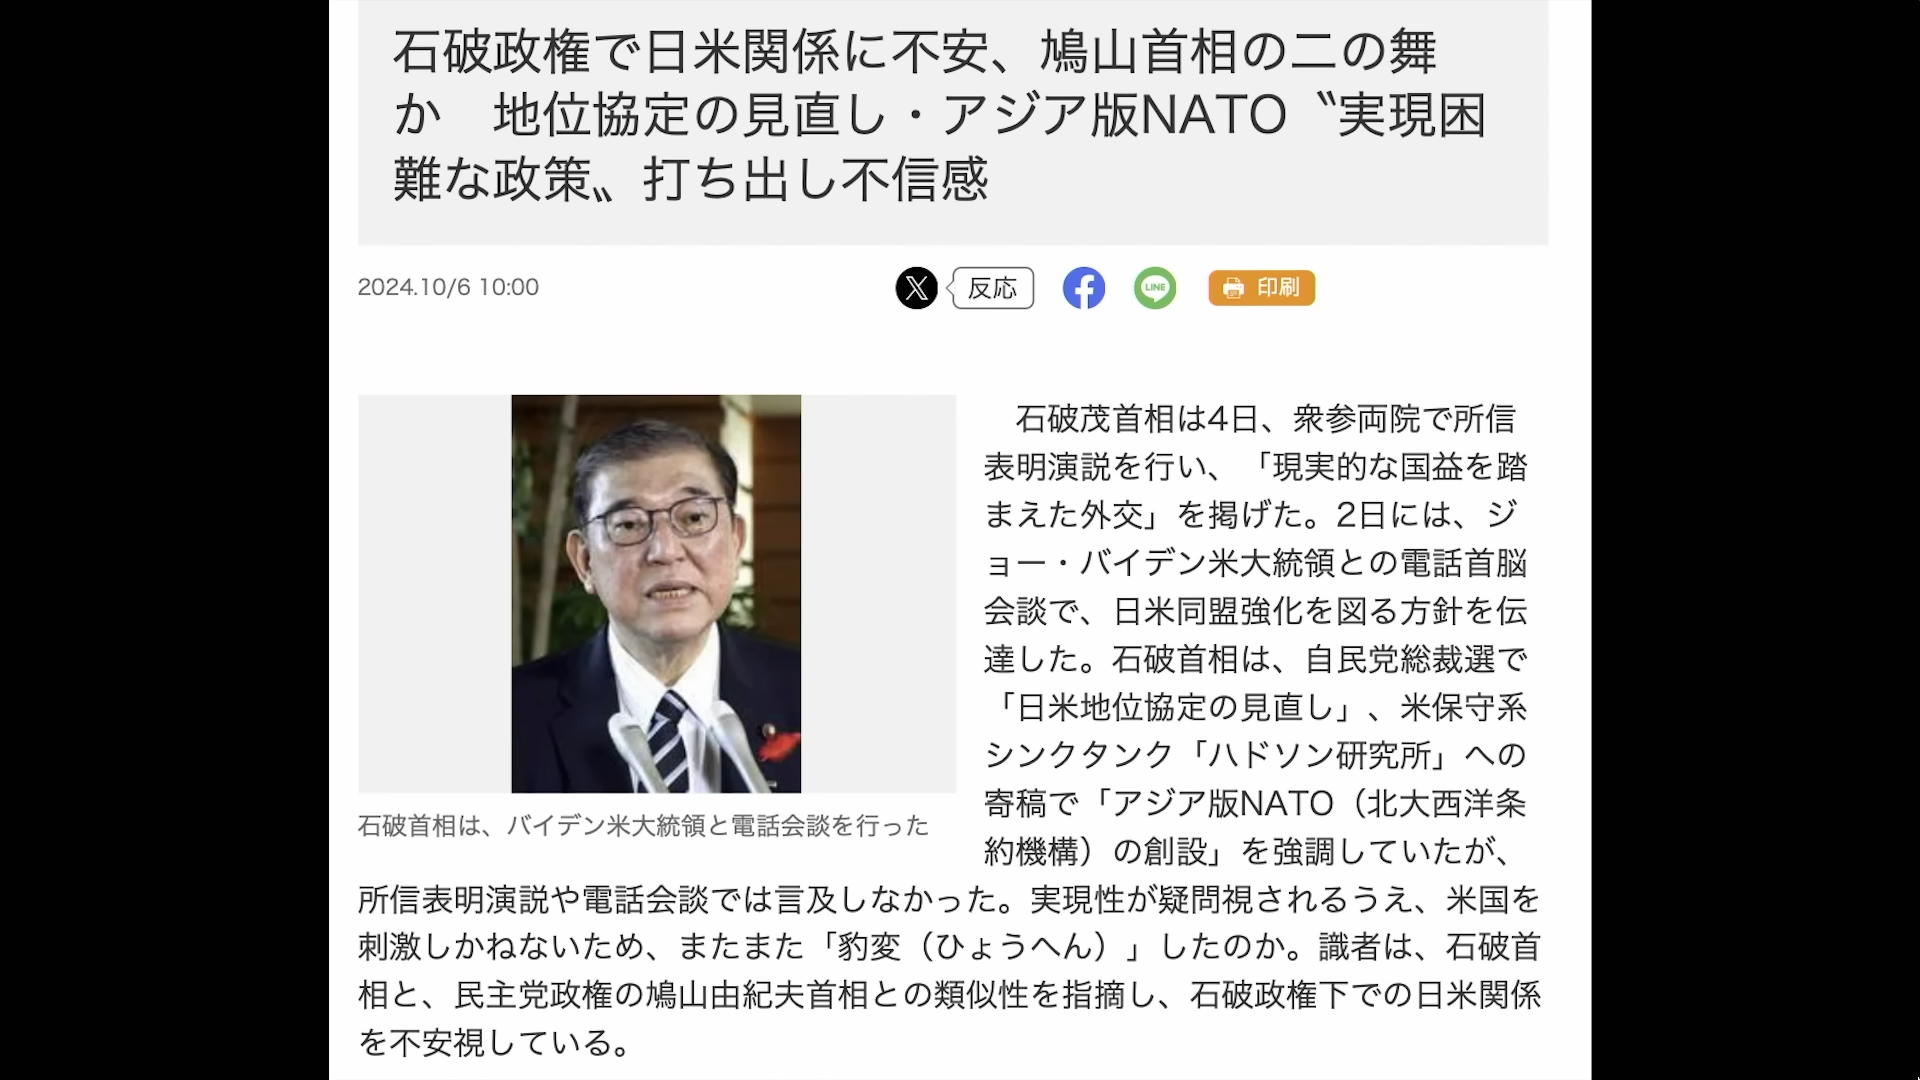 石破政権で日米関係に不安、鳩山首相の二の舞
か　地位協定の見直し・アジア版NATO〝実現困
難な政策〟打ち出し不信感
2024.10/6 10:00
X
反応
f
LINE
印刷
石破茂首相は4日、衆参両院で所信
表明演説を行い、「現実的な国益を踏
まえた外交」を掲げた。2日には、ジ
ョー・バイデン米大統領との電話首脳
会談で、日米同盟強化を図る方針を伝
達した。石破首相は、自民党総裁選で
「日米地位協定の見直し」、米保守系
シンクタンク「ハドソン研究所」への
寄稿で「アジア版NATO（北大西洋条
約機構）の創設」を強調していたが、
所信表明演説や電話会談では言及しなかった。実現性が疑問視されるうえ、米国を
刺激しかねないため、またまた「豹変（ひょうへん）」したのか。識者は、石破首
相と、民主党政権の鳩山由紀夫首相との類似性を指摘し、石破政権下での日米関係
を不安視している。
石破首相は、バイデン米大統領と電話会談を行った